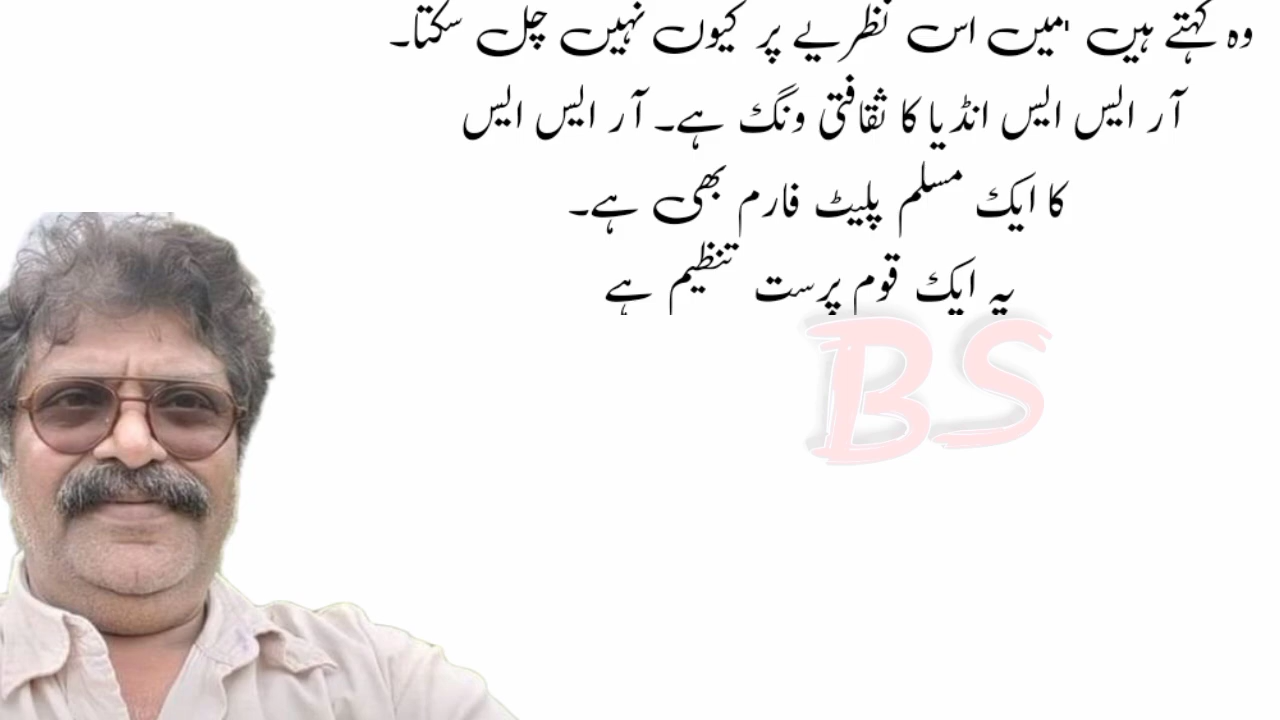 وہ کہتے ہیں 'میں اس نظریے پر کیوں نہیں چل سکتا۔
آر ایس ایس انڈیا کا ثقافتی ونگ ہے۔ آر ایس ایس
کا ایک مسلم پلیٹ فارم بھی ہے۔
یہ ایک قوم پرست تنظیم ہے
BS